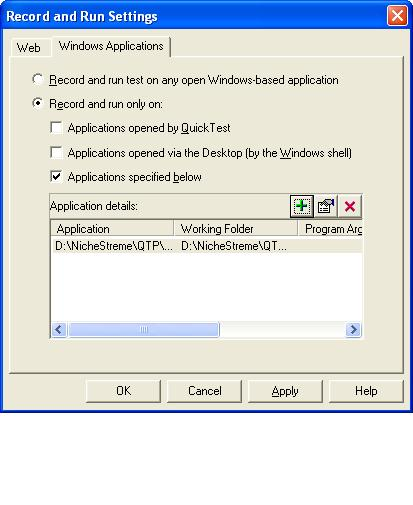 Record and Run Settings
Web
Windows Applications
Record and run test on any open Windows-based application
Record and run only on:
Applications opened by QuickTest
Applications opened via the Desktop (by the Windows shell)
Applications specified below
Application details:
Application Working Folder Program Arg
D:\NicheStreme\QTP\... D:\NicheStreme\QT...
OK Cancel Apply Help